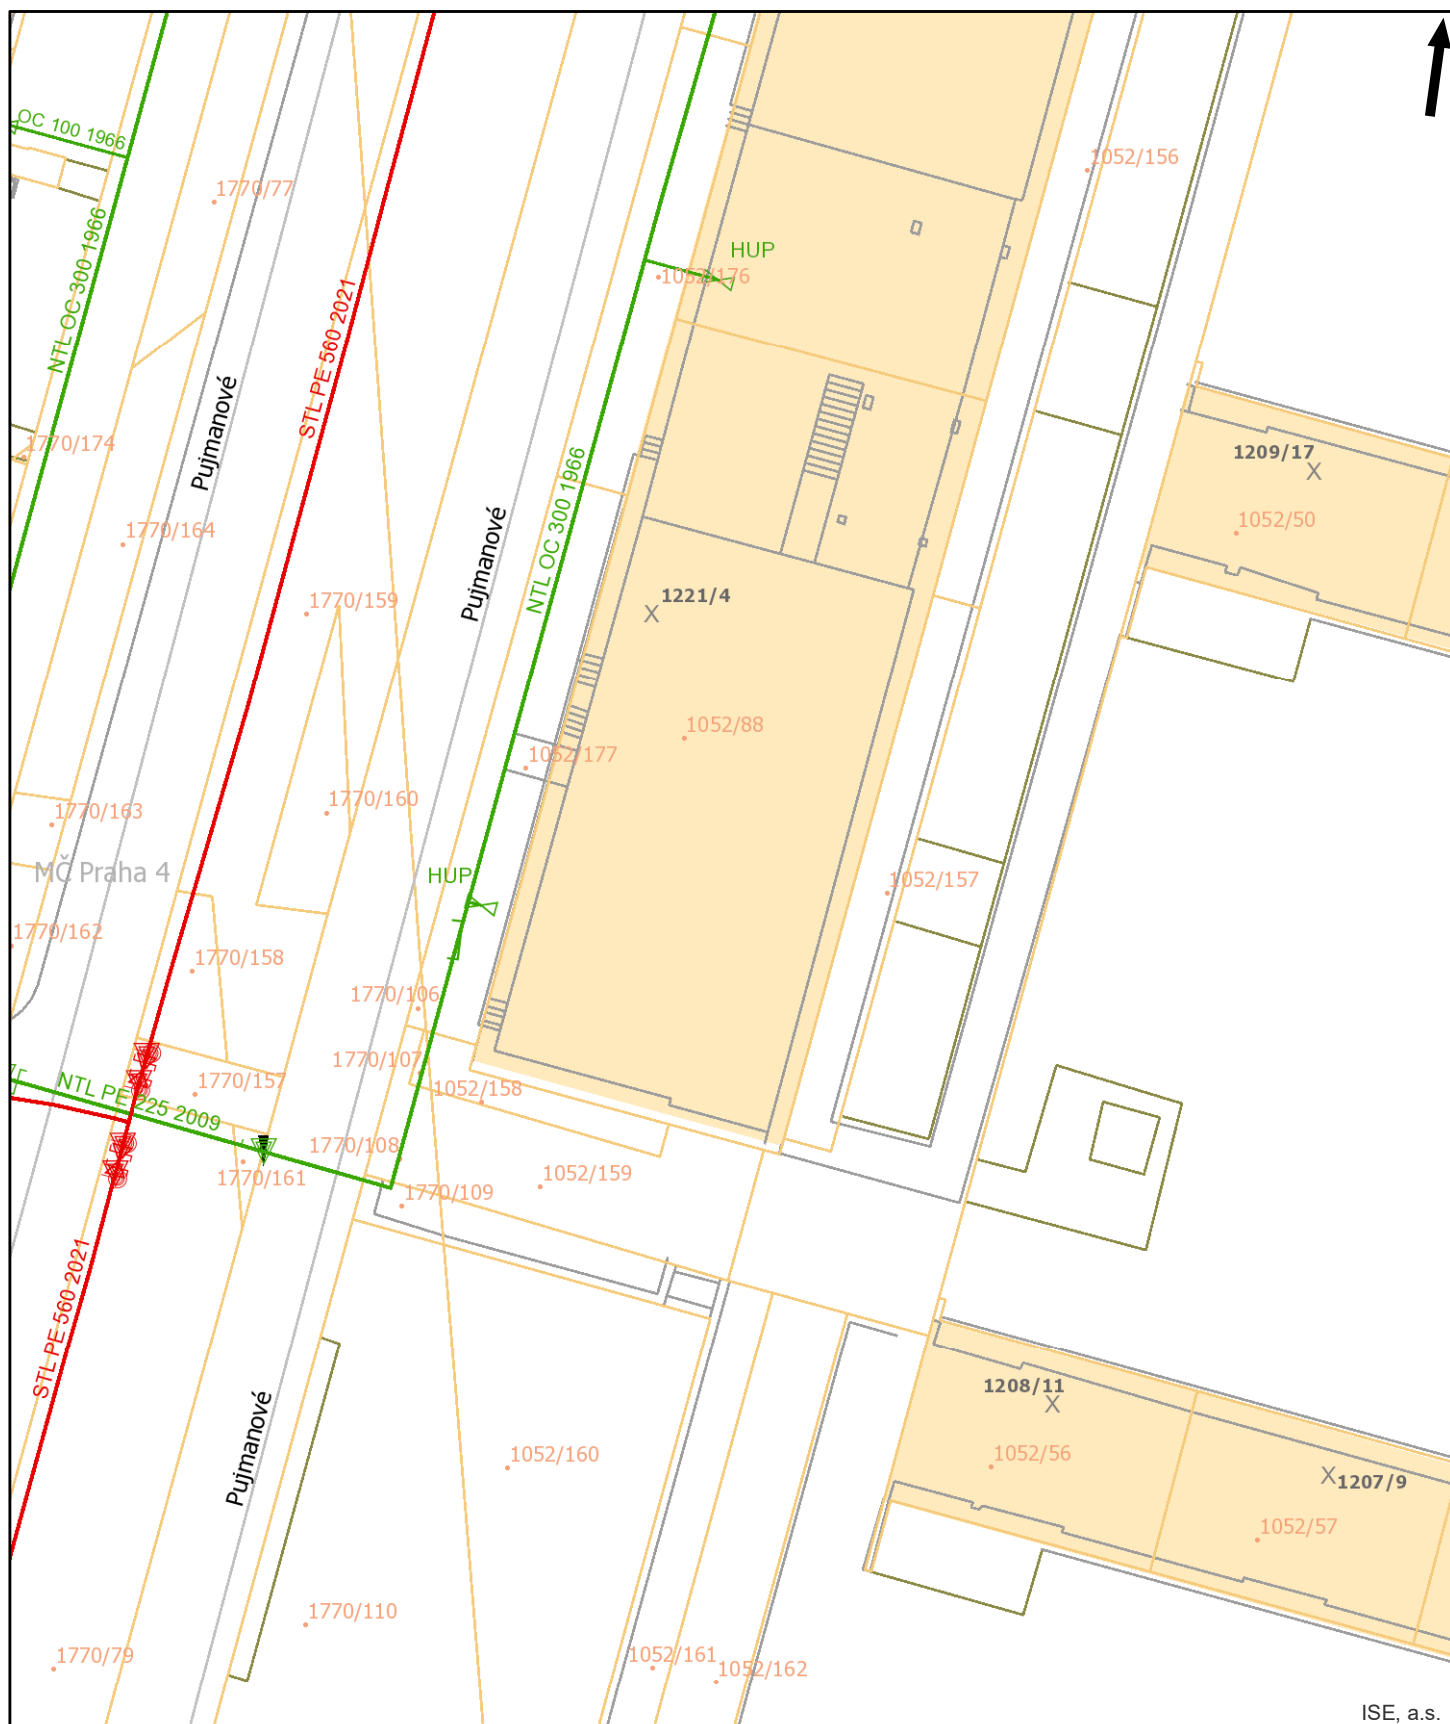 OC 100 1966
1052/156
1770/77
HUP
1052/176
NTL OC 300 1966
STL PE 560 2021
Pujmanové
1770/174
1209/17
1052/50
1770/164
Pujmanové
NTL OC 300 1966
1770/159
1221/4
1052/88
1052/177
1770/160
1770/163
MČ Praha 4
HUP
1052/157
1770/162
1770/158
1770/106
1770/107
1770/157
1052/158
NTL PE 225 2009
1770/108
1770/161
1052/159
1770/109
STL PE 560 2021
1208/11
Pujmanové
1052/160
1052/56
1207/9
1052/57
1770/110
1770/79
1052/161
1052/162
ISE, a.s.